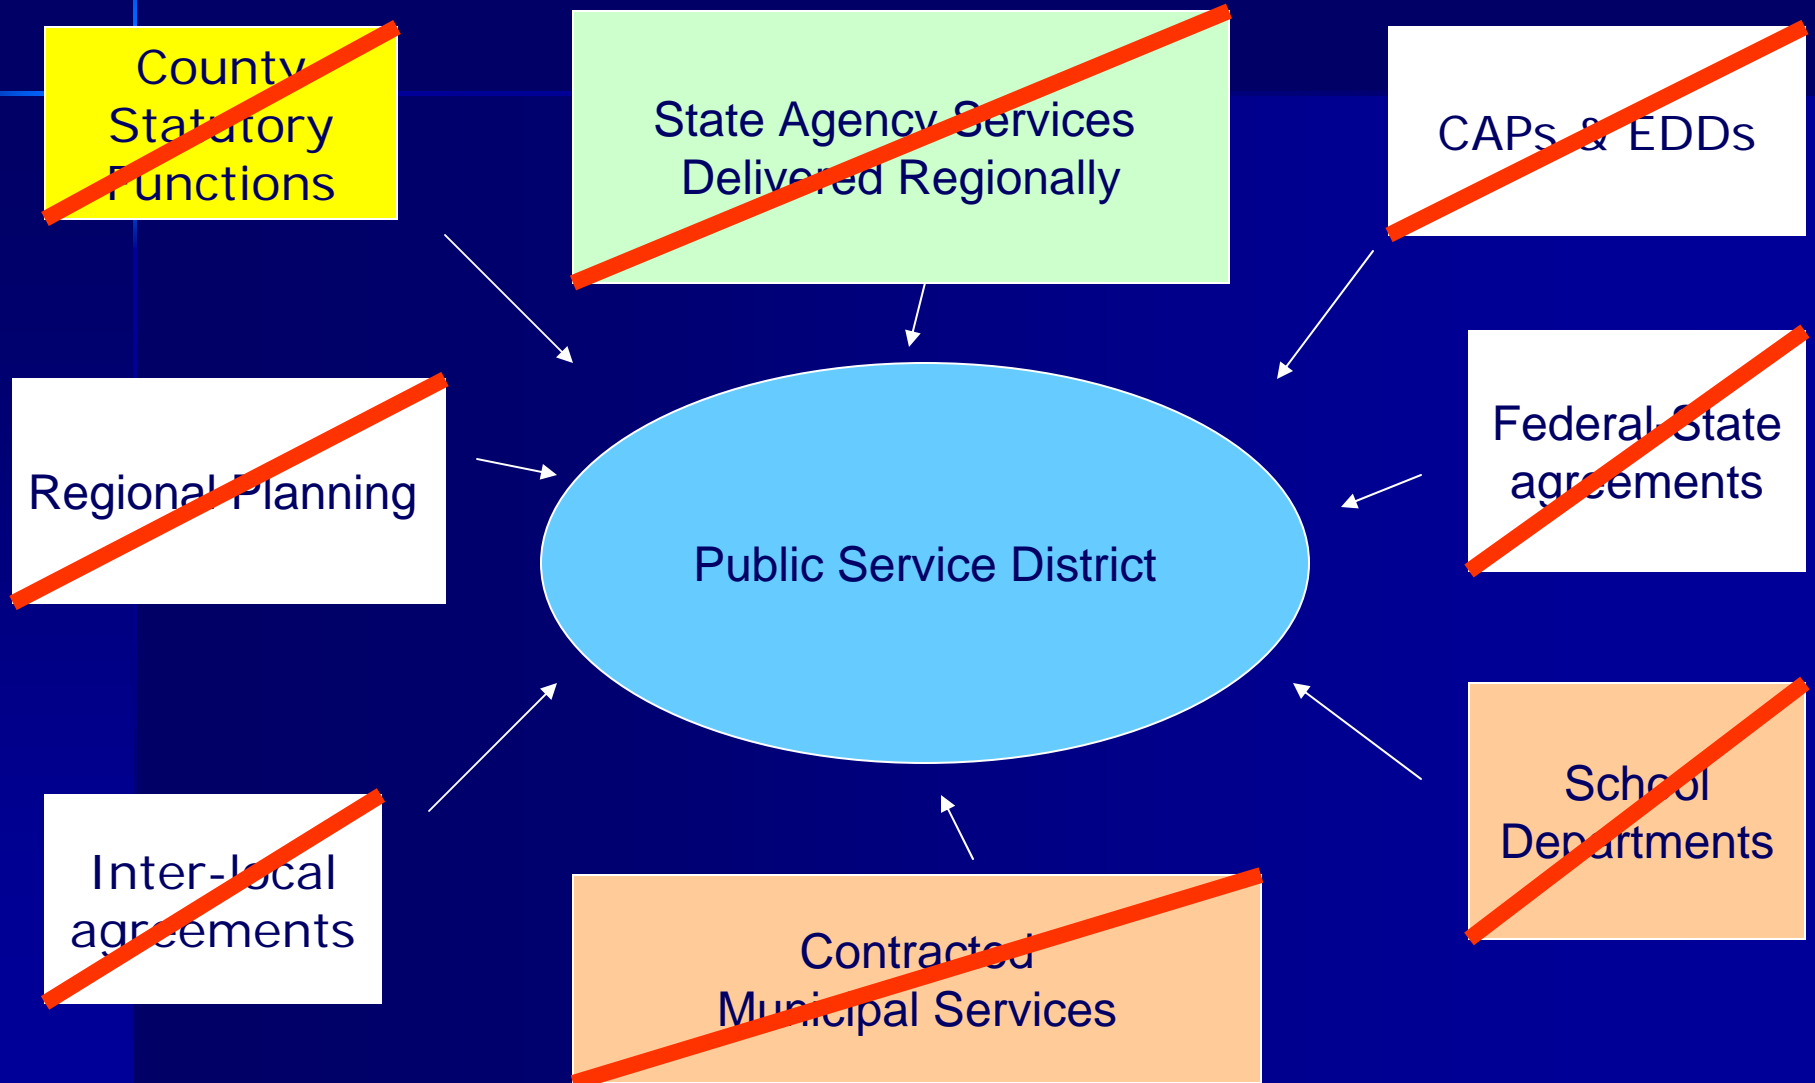 County
Statutory
Functions
State Agency Services
Delivered Regionally
CAPs & EDDs
Regional Planning
Federal-State
agreements
Public Service District
Inter-local
agreements
School
Departments
Contracted
Municipal Services